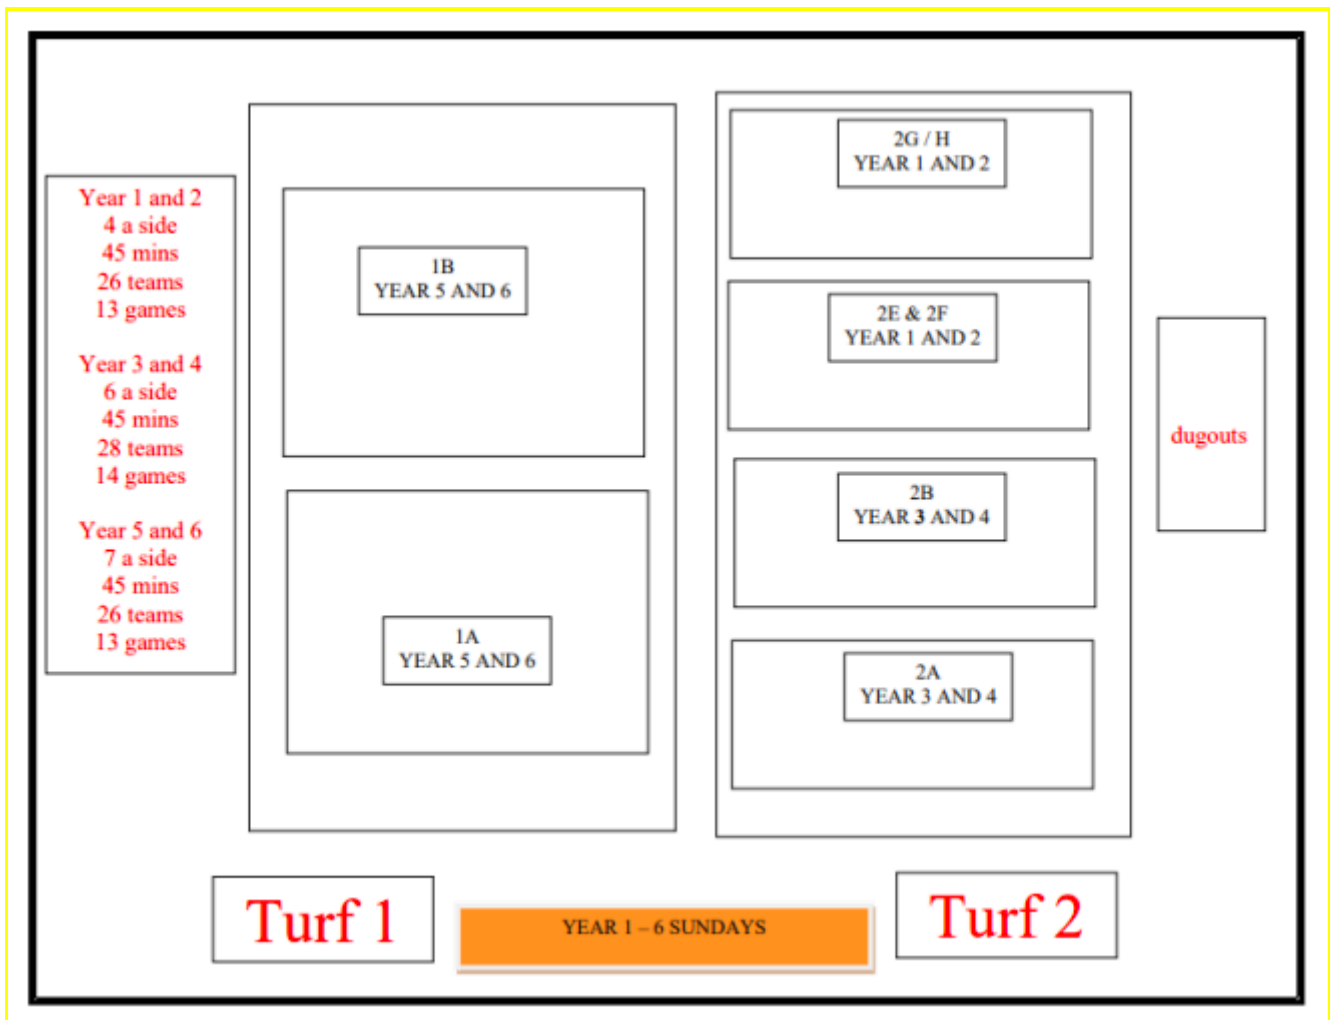 Year 1 and 2
4 a side
45 mins
26 teams
13 games
Year 3 and 4
6 a side
45 mins
28 teams
14 games
Year 5 and 6
7 a side
45 mins
26 teams
13 games
1B
YEAR 5 AND 6
1A
YEAR 5 AND 6
2G / H
YEAR 1 AND 2
2E & 2F
YEAR 1 AND 2
2B
YEAR 3 AND 4
2A
YEAR 3 AND 4
dugouts
Turf 1
YEAR 1 – 6 SUNDAYS
Turf 2